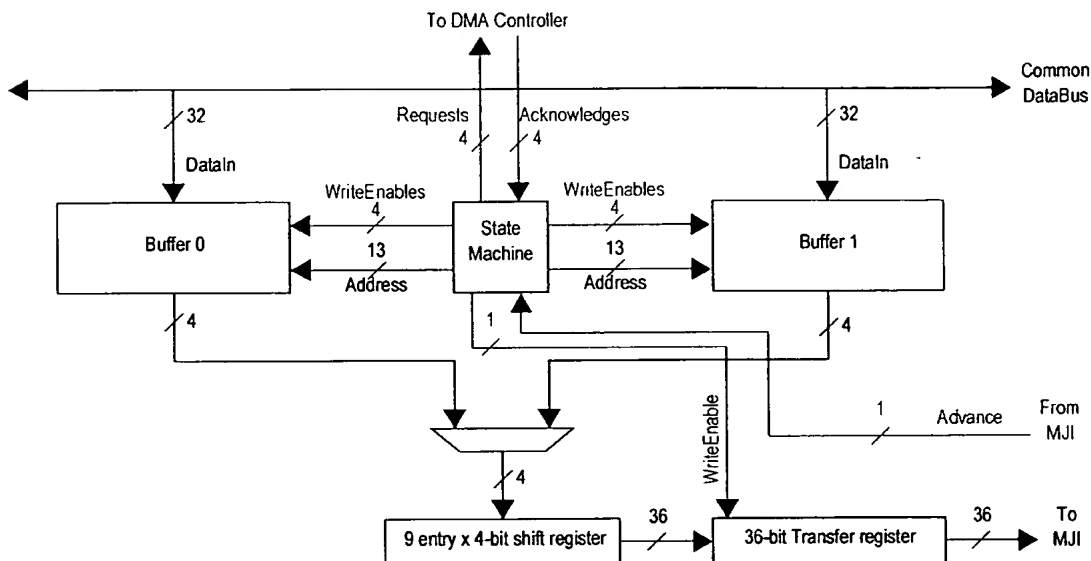 To DMA Controller
Common
DataBus
32
Requests
4
Acknowledges
4
32
DataIn
DataIn
WriteEnables
4
WriteEnables
4
Buffer 0
State
Machine
Buffer 1
13
Address
13
Address
4
1
4
1
Advance
From
MJI
WriteEnable
4
9 entry x 4-bit shift register
36
36-bit Transfer register
36
To
MJI